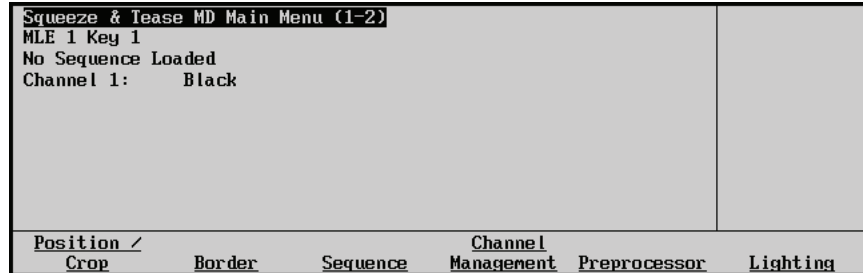 Squeeze & Tease MD Main Menu (1-2)
MLE 1 Key 1
No Sequence Loaded
Channel 1: Black
Position / Channel
Crop Border Sequence Management Preprocessor Lighting